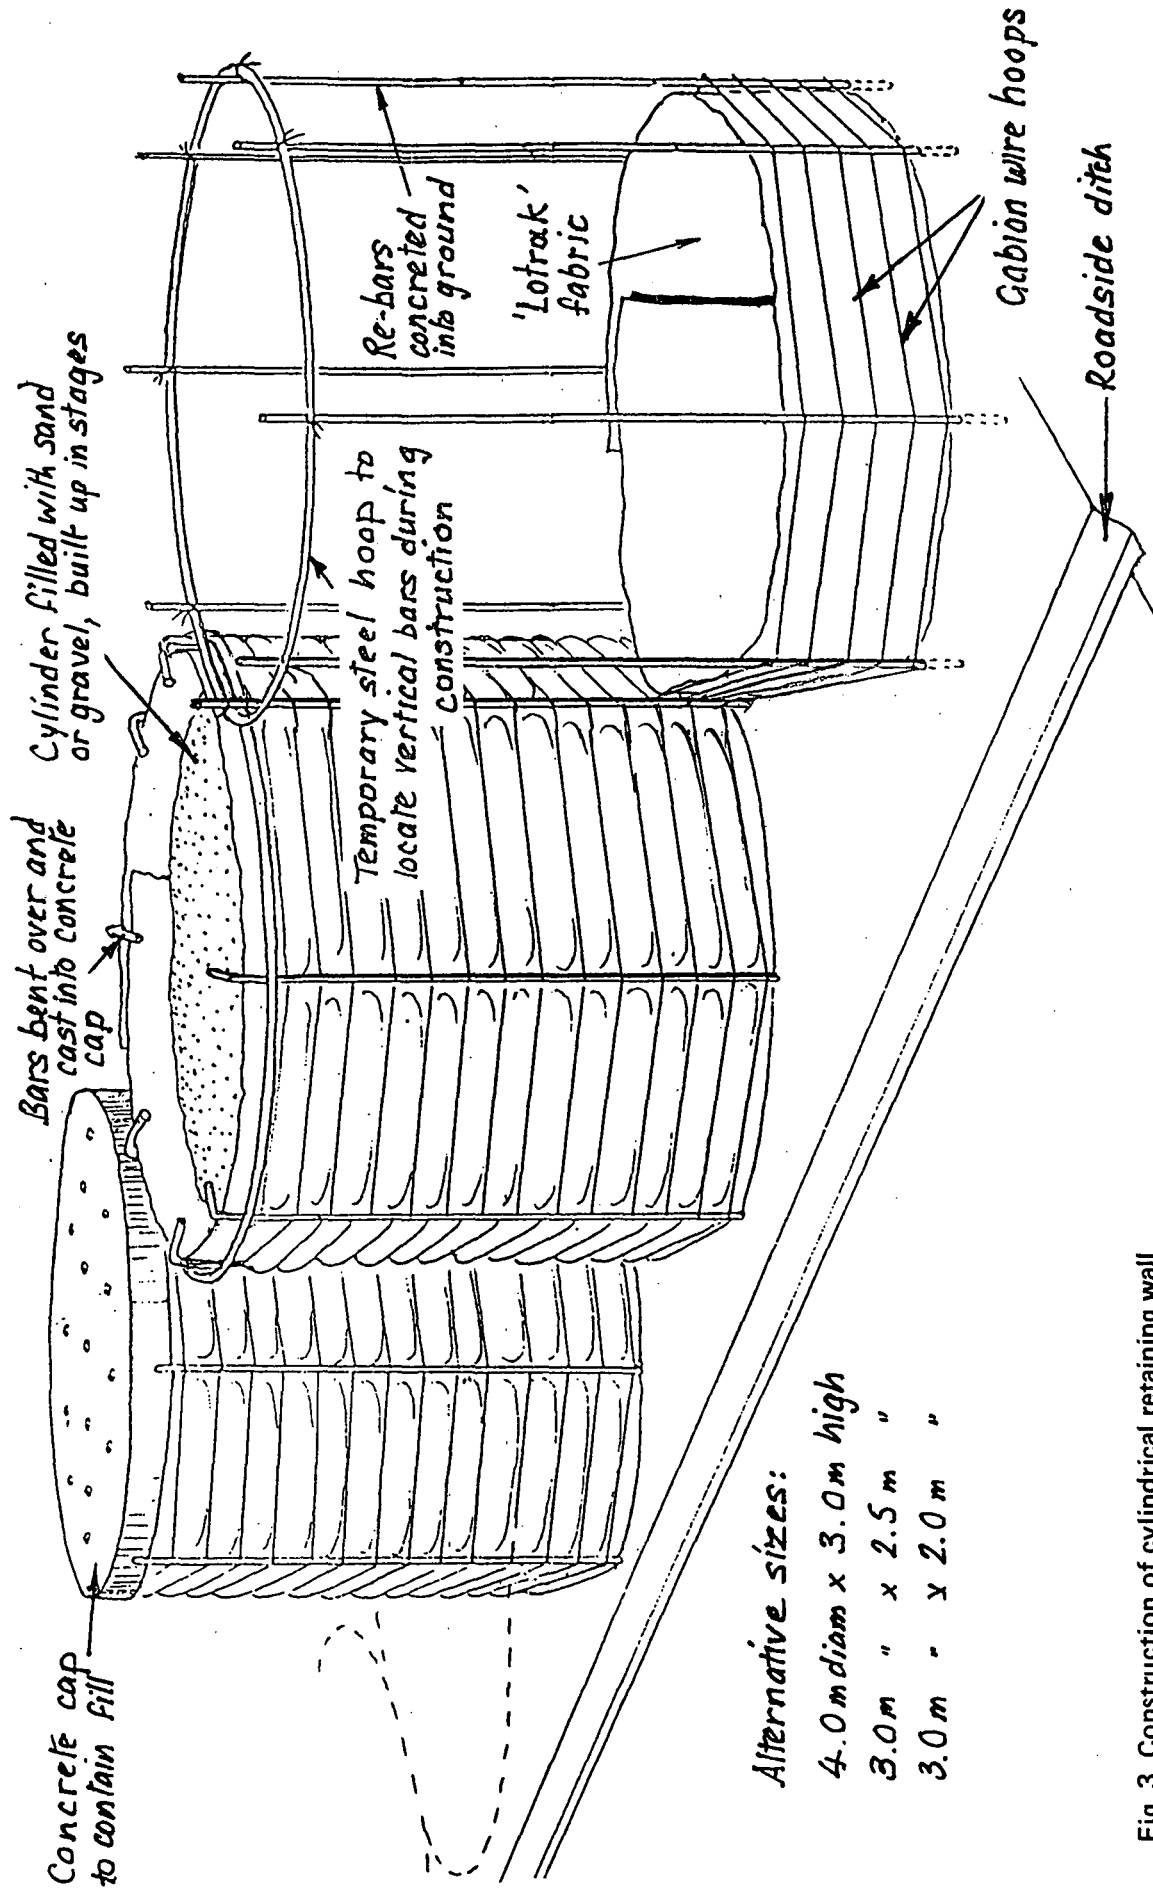 Concrete cap
to contain fill
Bars bent over and
cast into concrete
cap
Cylinder filled with sand
or gravel, built up in stages
Temporary steel hoop to
locate vertical bars during
construction
Re-bars
concreted
into ground
'Lotrak'
fabric
Gabion wire hoops
Roadside ditch
Alternative sizes:
4.0m diam x 3.0m high
3.0m " x 2.5m "
3.0m " x 2.0m "
Fig. 3 Construction of cylindrical retaining wall